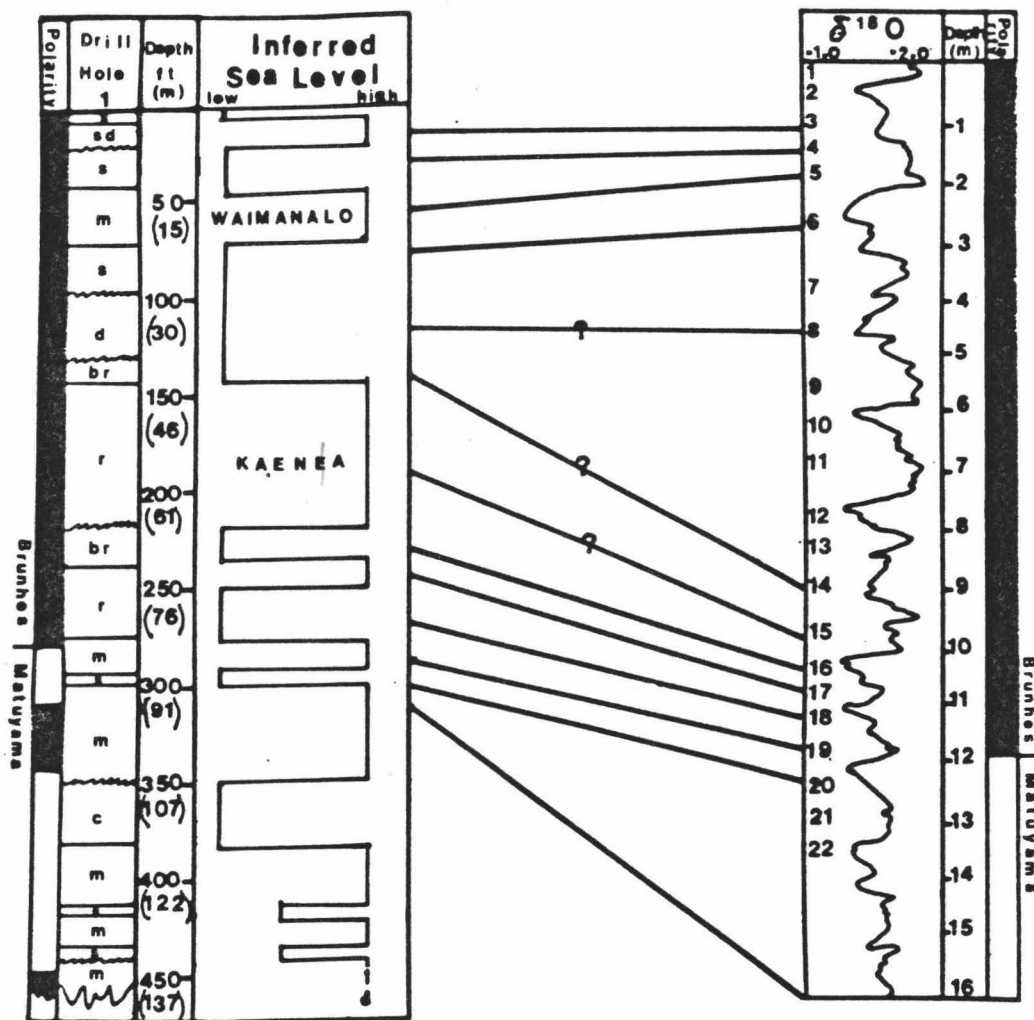 Polarity
Drill
Hole
1
Depth
ft
(m)
Inferred
Sea Level
low
high
sd
s
m
s
d
br
r
br
r
m
m
c
m
m
m
50
(15)
100
(30)
150
(46)
200
(61)
250
(76)
300
(91)
350
(107)
400
(122)
450
(137)
WAIMANALO
KAENEA
Brunhes
Matuyama
?
?
?
δ18O
-1.0
-2.0
Depth
(m)
Polarity
1
2
3
4
5
6
7
8
9
10
11
12
13
14
15
16
17
18
19
20
21
22
1
2
3
4
5
6
7
8
9
10
11
12
13
14
15
16
Brunhes
Matuyama